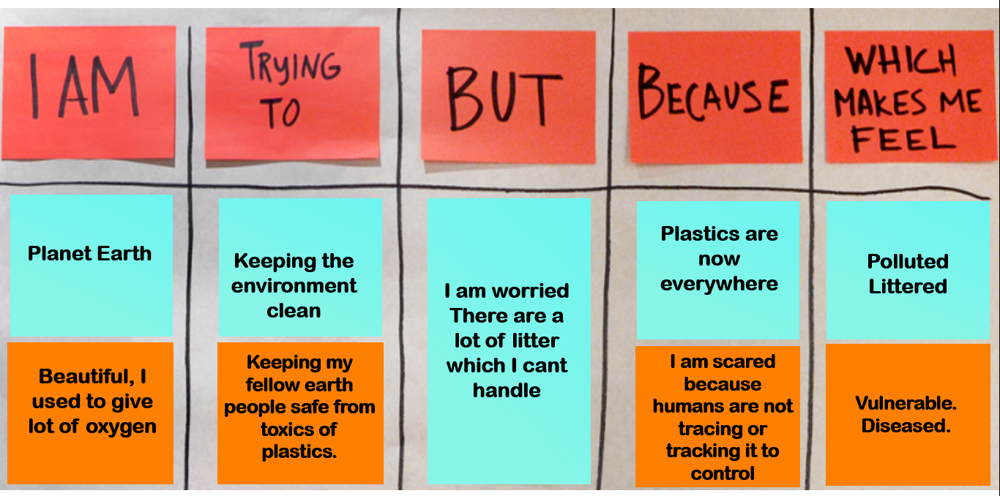 I AM
TRYING
TO
BUT
BECAUSE
WHICH
MAKES ME
FEEL
Planet Earth
Keeping the
environment
clean
I am worried
There are a
lot of litter
which I cant
handle
Plastics are
now
everywhere
Polluted
Littered
Beautiful, I
used to give
lot of oxygen
Keeping my
fellow earth
people safe from
toxics of
plastics.
I am scared
because
humans are not
tracing or
tracking it to
control
Vulnerable.
Diseased.